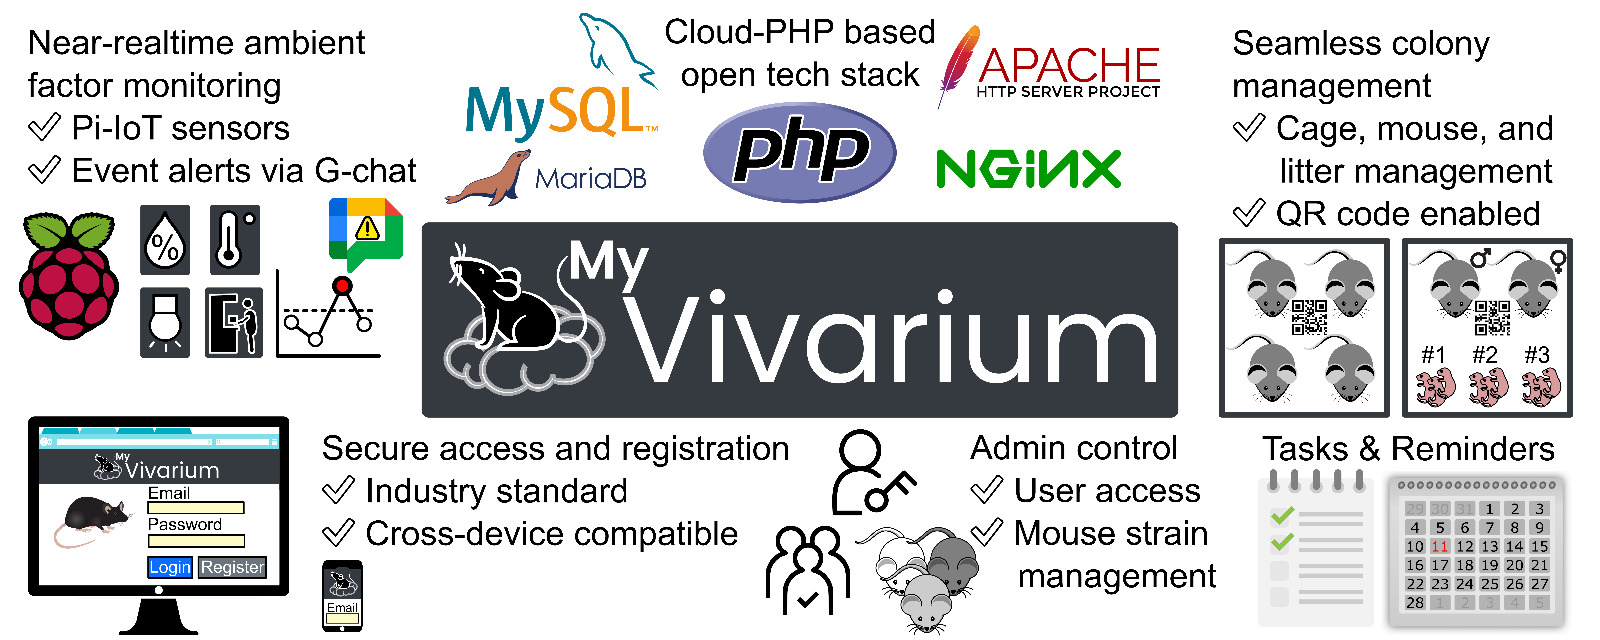 Near-realtime ambient
factor monitoring
✓ Pi-IoT sensors
✓ Event alerts via G-chat
%
MySQL™
MariaDB
Cloud-PHP based
open tech stack
php
APACHE
HTTP SERVER PROJECT
NGiNX
Seamless colony
management
✓ Cage, mouse, and
litter management
✓ QR code enabled
♂ ♀
#1 #2 #3
My
Vivarium
My
Vivarium
Email
Password
Login Register
Secure access and registration
✓ Industry standard
✓ Cross-device compatible
Email
Admin control
✓ User access
✓ Mouse strain
management
Tasks & Reminders
29 30 31 1 2 3
4 5 6 7 8 9
10 11 12 13 14 15
16 17 18 19 20 21
22 23 24 25 26 27
28 1 2 3 4 5